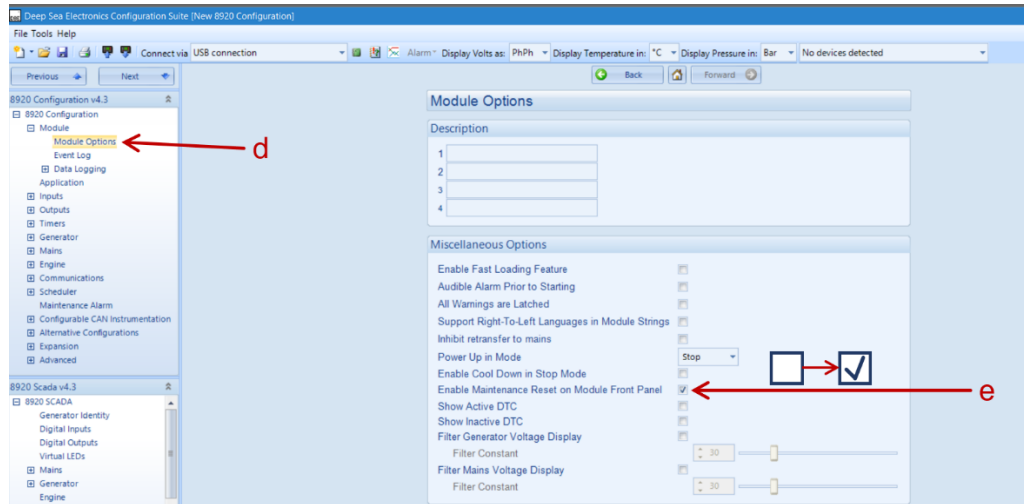 Deep Sea Electronics Configuration Suite [New 8920 Configuration]
File Tools Help
Connect via USB connection Alarm Display Volts as: PhPh Display Temperature in: °C Display Pressure in: Bar No devices detected
Previous Next
Back Forward
8920 Configuration v4.3
8920 Configuration
Module
Module Options
d
Event Log
Data Logging
Application
Inputs
Outputs
Timers
Generator
Mains
Engine
Communications
Scheduler
Maintenance Alarm
Configurable CAN Instrumentation
Alternative Configurations
Expansion
Advanced
8920 Scada v4.3
8920 SCADA
Generator Identity
Digital Inputs
Digital Outputs
Virtual LEDs
Mains
Generator
Engine
Module Options
Description
1
2
3
4
Miscellaneous Options
Enable Fast Loading Feature
Audible Alarm Prior to Starting
All Warnings are Latched
Support Right-To-Left Languages in Module Strings
Inhibit retransfer to mains
Power Up in Mode Stop
Enable Cool Down in Stop Mode
Enable Maintenance Reset on Module Front Panel
e
Show Active DTC
Show Inactive DTC
Filter Generator Voltage Display
Filter Constant 30
Filter Mains Voltage Display
Filter Constant 30